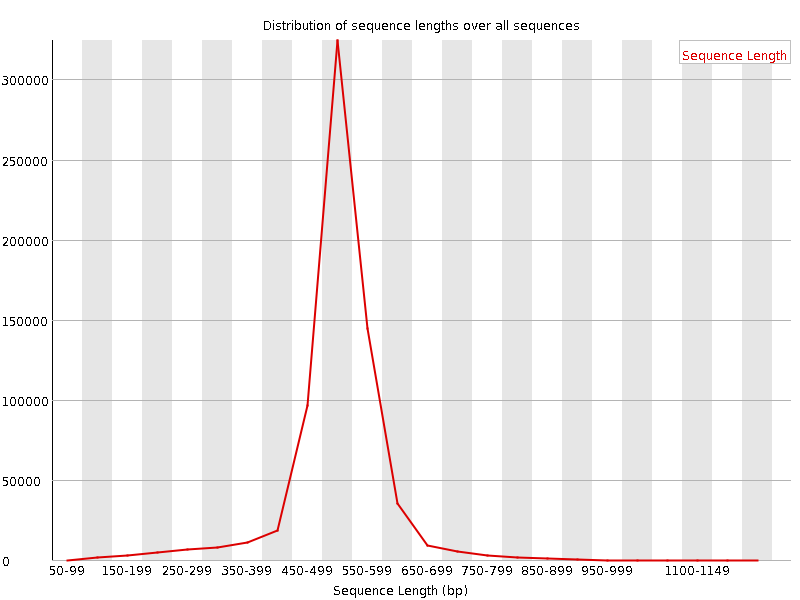 Distribution of sequence lengths over all sequences
Sequence Length
300000
250000
200000
150000
100000
50000
0
50-99 150-199 250-299 350-399 450-499 550-599 650-699 750-799 850-899 950-999 1100-1149
Sequence Length (bp)